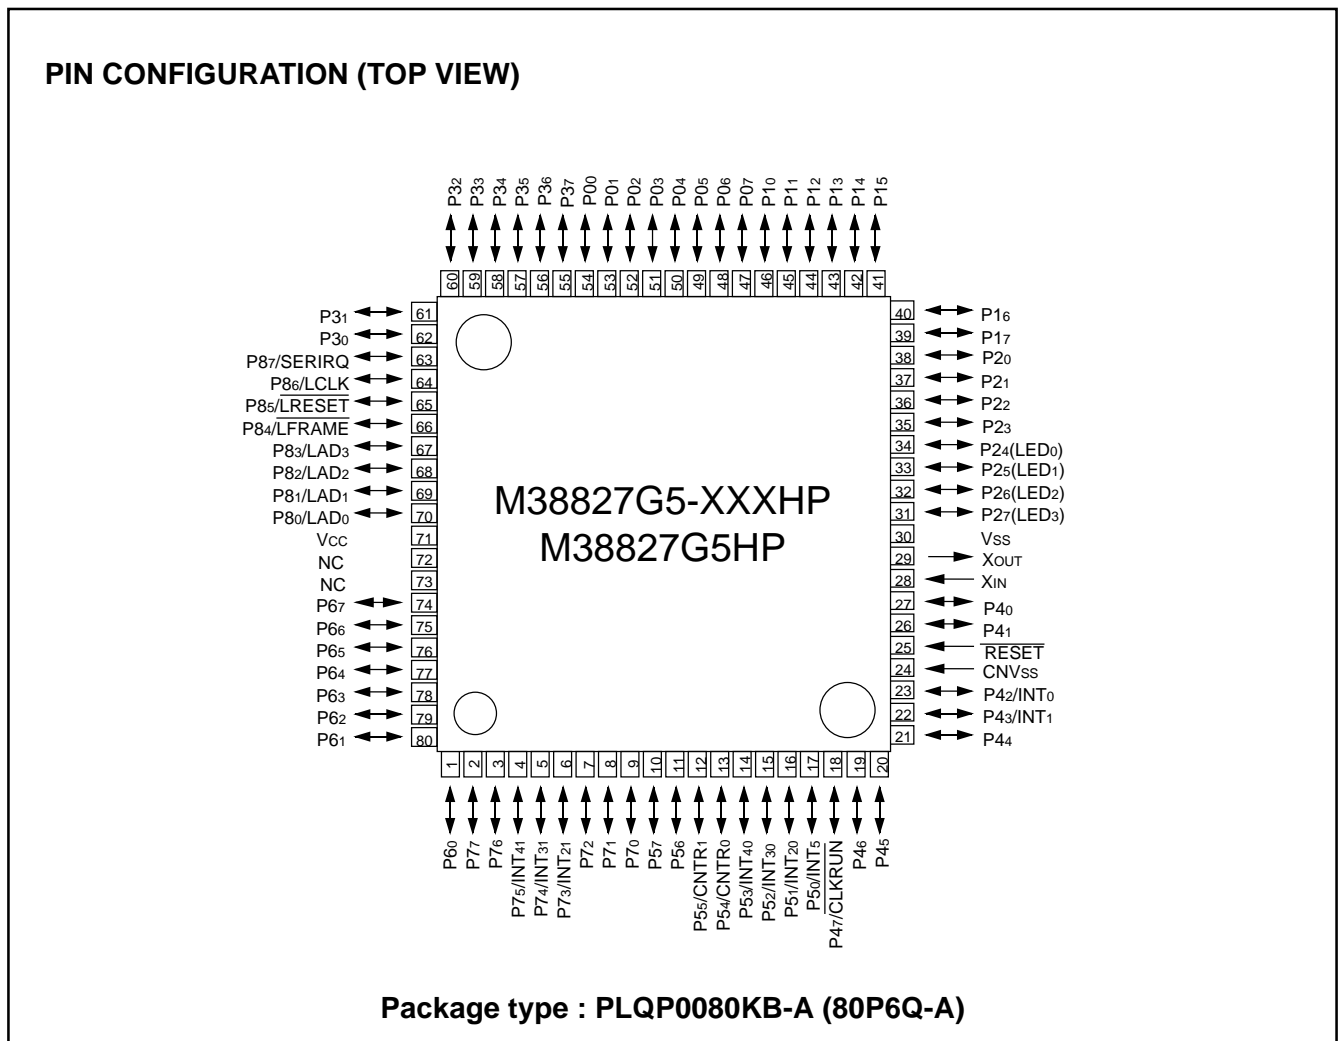 PIN CONFIGURATION (TOP VIEW)
P32
P33
P34
P35
P36
P37
P00
P01
P02
P03
P04
P05
P06
P07
P10
P11
P12
P13
P14
P15
60
59
58
57
56
55
54
53
52
51
50
49
48
47
46
45
44
43
42
41
P31 61
P30 62
P87/SERIRQ 63
P86/LCLK 64
P85/LRESET 65
P84/LFRAME 66
P83/LAD3 67
P82/LAD2 68
P81/LAD1 69
P80/LAD0 70
VCC 71
NC 72
NC 73
P67 74
P66 75
P65 76
P64 77
P63 78
P62 79
P61 80
M38827G5-XXXHP
M38827G5HP
40 P16
39 P17
38 P20
37 P21
36 P22
35 P23
34 P24(LED0)
33 P25(LED1)
32 P26(LED2)
31 P27(LED3)
30 VSS
29 XOUT
28 XIN
27 P40
26 P41
25 RESET
24 CNVSS
23 P42/INT0
22 P43/INT1
21 P44
1
2
3
4
5
6
7
8
9
10
11
12
13
14
15
16
17
18
19
20
P60
P77
P76
P75/INT41
P74/INT31
P73/INT21
P72
P71
P70
P57
P56
P55/CNTR1
P54/CNTR0
P53/INT40
P52/INT30
P51/INT20
P50/INT5
P47/CLKRUN
P46
P45
Package type : PLQP0080KB-A (80P6Q-A)